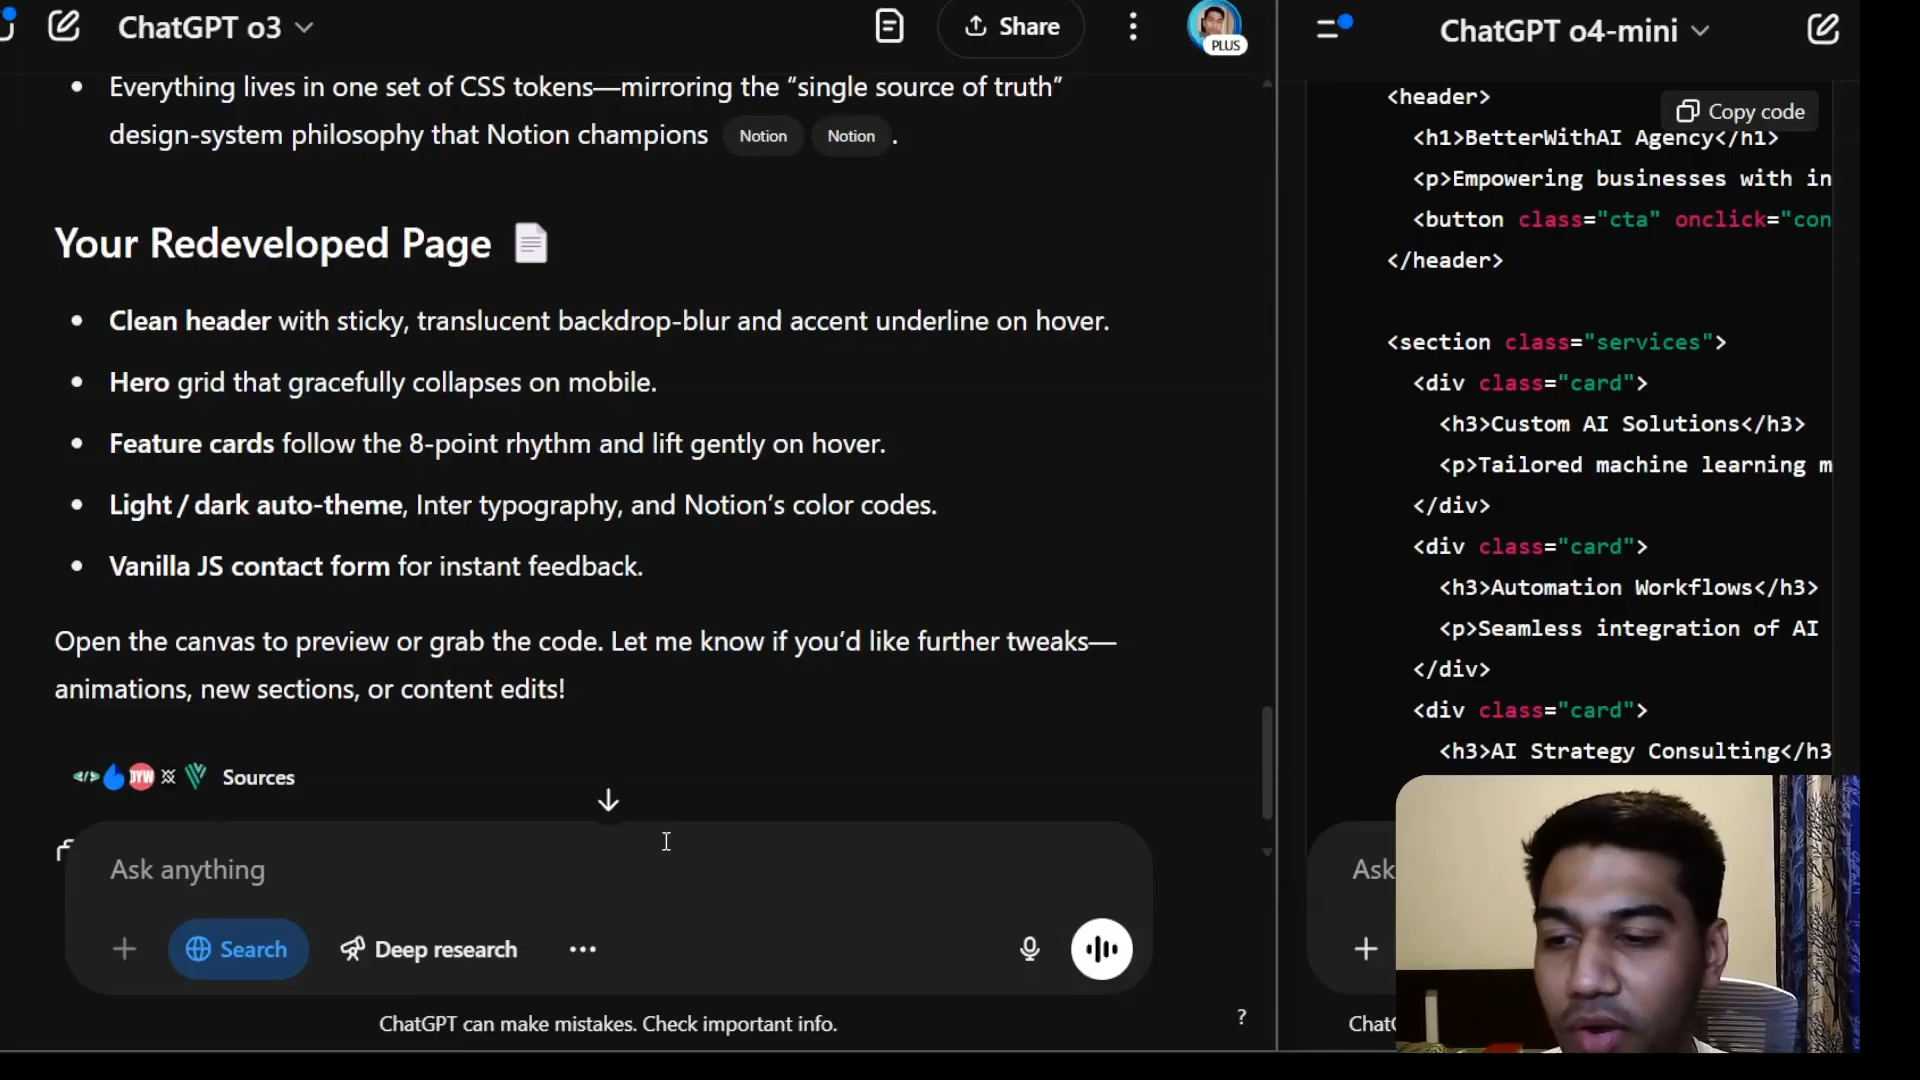 ChatGPT o3
Share
PLUS
Everything lives in one set of CSS tokens—mirroring the “single source of truth”
design-system philosophy that Notion champions Notion Notion .
Your Redeveloped Page
Clean header with sticky, translucent backdrop-blur and accent underline on hover.
Hero grid that gracefully collapses on mobile.
Feature cards follow the 8-point rhythm and lift gently on hover.
Light / dark auto-theme, Inter typography, and Notion’s color codes.
Vanilla JS contact form for instant feedback.
Open the canvas to preview or grab the code. Let me know if you’d like further tweaks—
animations, new sections, or content edits!
DYW
Sources
Ask anything
Search
Deep research
ChatGPT can make mistakes. Check important info.
?
ChatGPT o4-mini
Copy code
<header>
<h1>BetterWithAI Agency</h1>
<p>Empowering businesses with in
<button class="cta" onclick="con
</header>
<section class="services">
<div class="card">
<h3>Custom AI Solutions</h3>
<p>Tailored machine learning m
</div>
<div class="card">
<h3>Automation Workflows</h3>
<p>Seamless integration of AI
</div>
<div class="card">
<h3>AI Strategy Consulting</h3
Ask
Chat